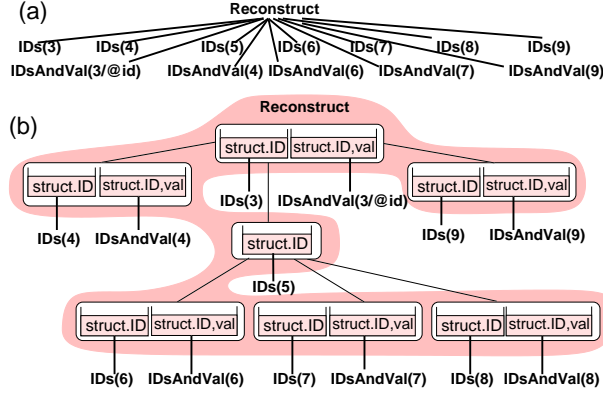 (a)
Reconstruct
IDs(3) IDs(4) IDs(5) IDs(6) IDs(7) IDs(8) IDs(9)
IDsAndVal(3/@id) IDsAndVal(4) IDsAndVal(6) IDsAndVal(7) IDsAndVal(9)
(b)
Reconstruct
struct.ID struct.ID,val
struct.ID struct.ID,val struct.ID struct.ID,val
IDs(3) IDsAndVal(3/@id)
IDs(4) IDsAndVal(4) IDs(9) IDsAndVal(9)
struct.ID
IDs(5)
struct.ID struct.ID,val struct.ID struct.ID,val struct.ID struct.ID,val
IDs(6) IDsAndVal(6) IDs(7) IDsAndVal(7) IDs(8) IDsAndVal(8)